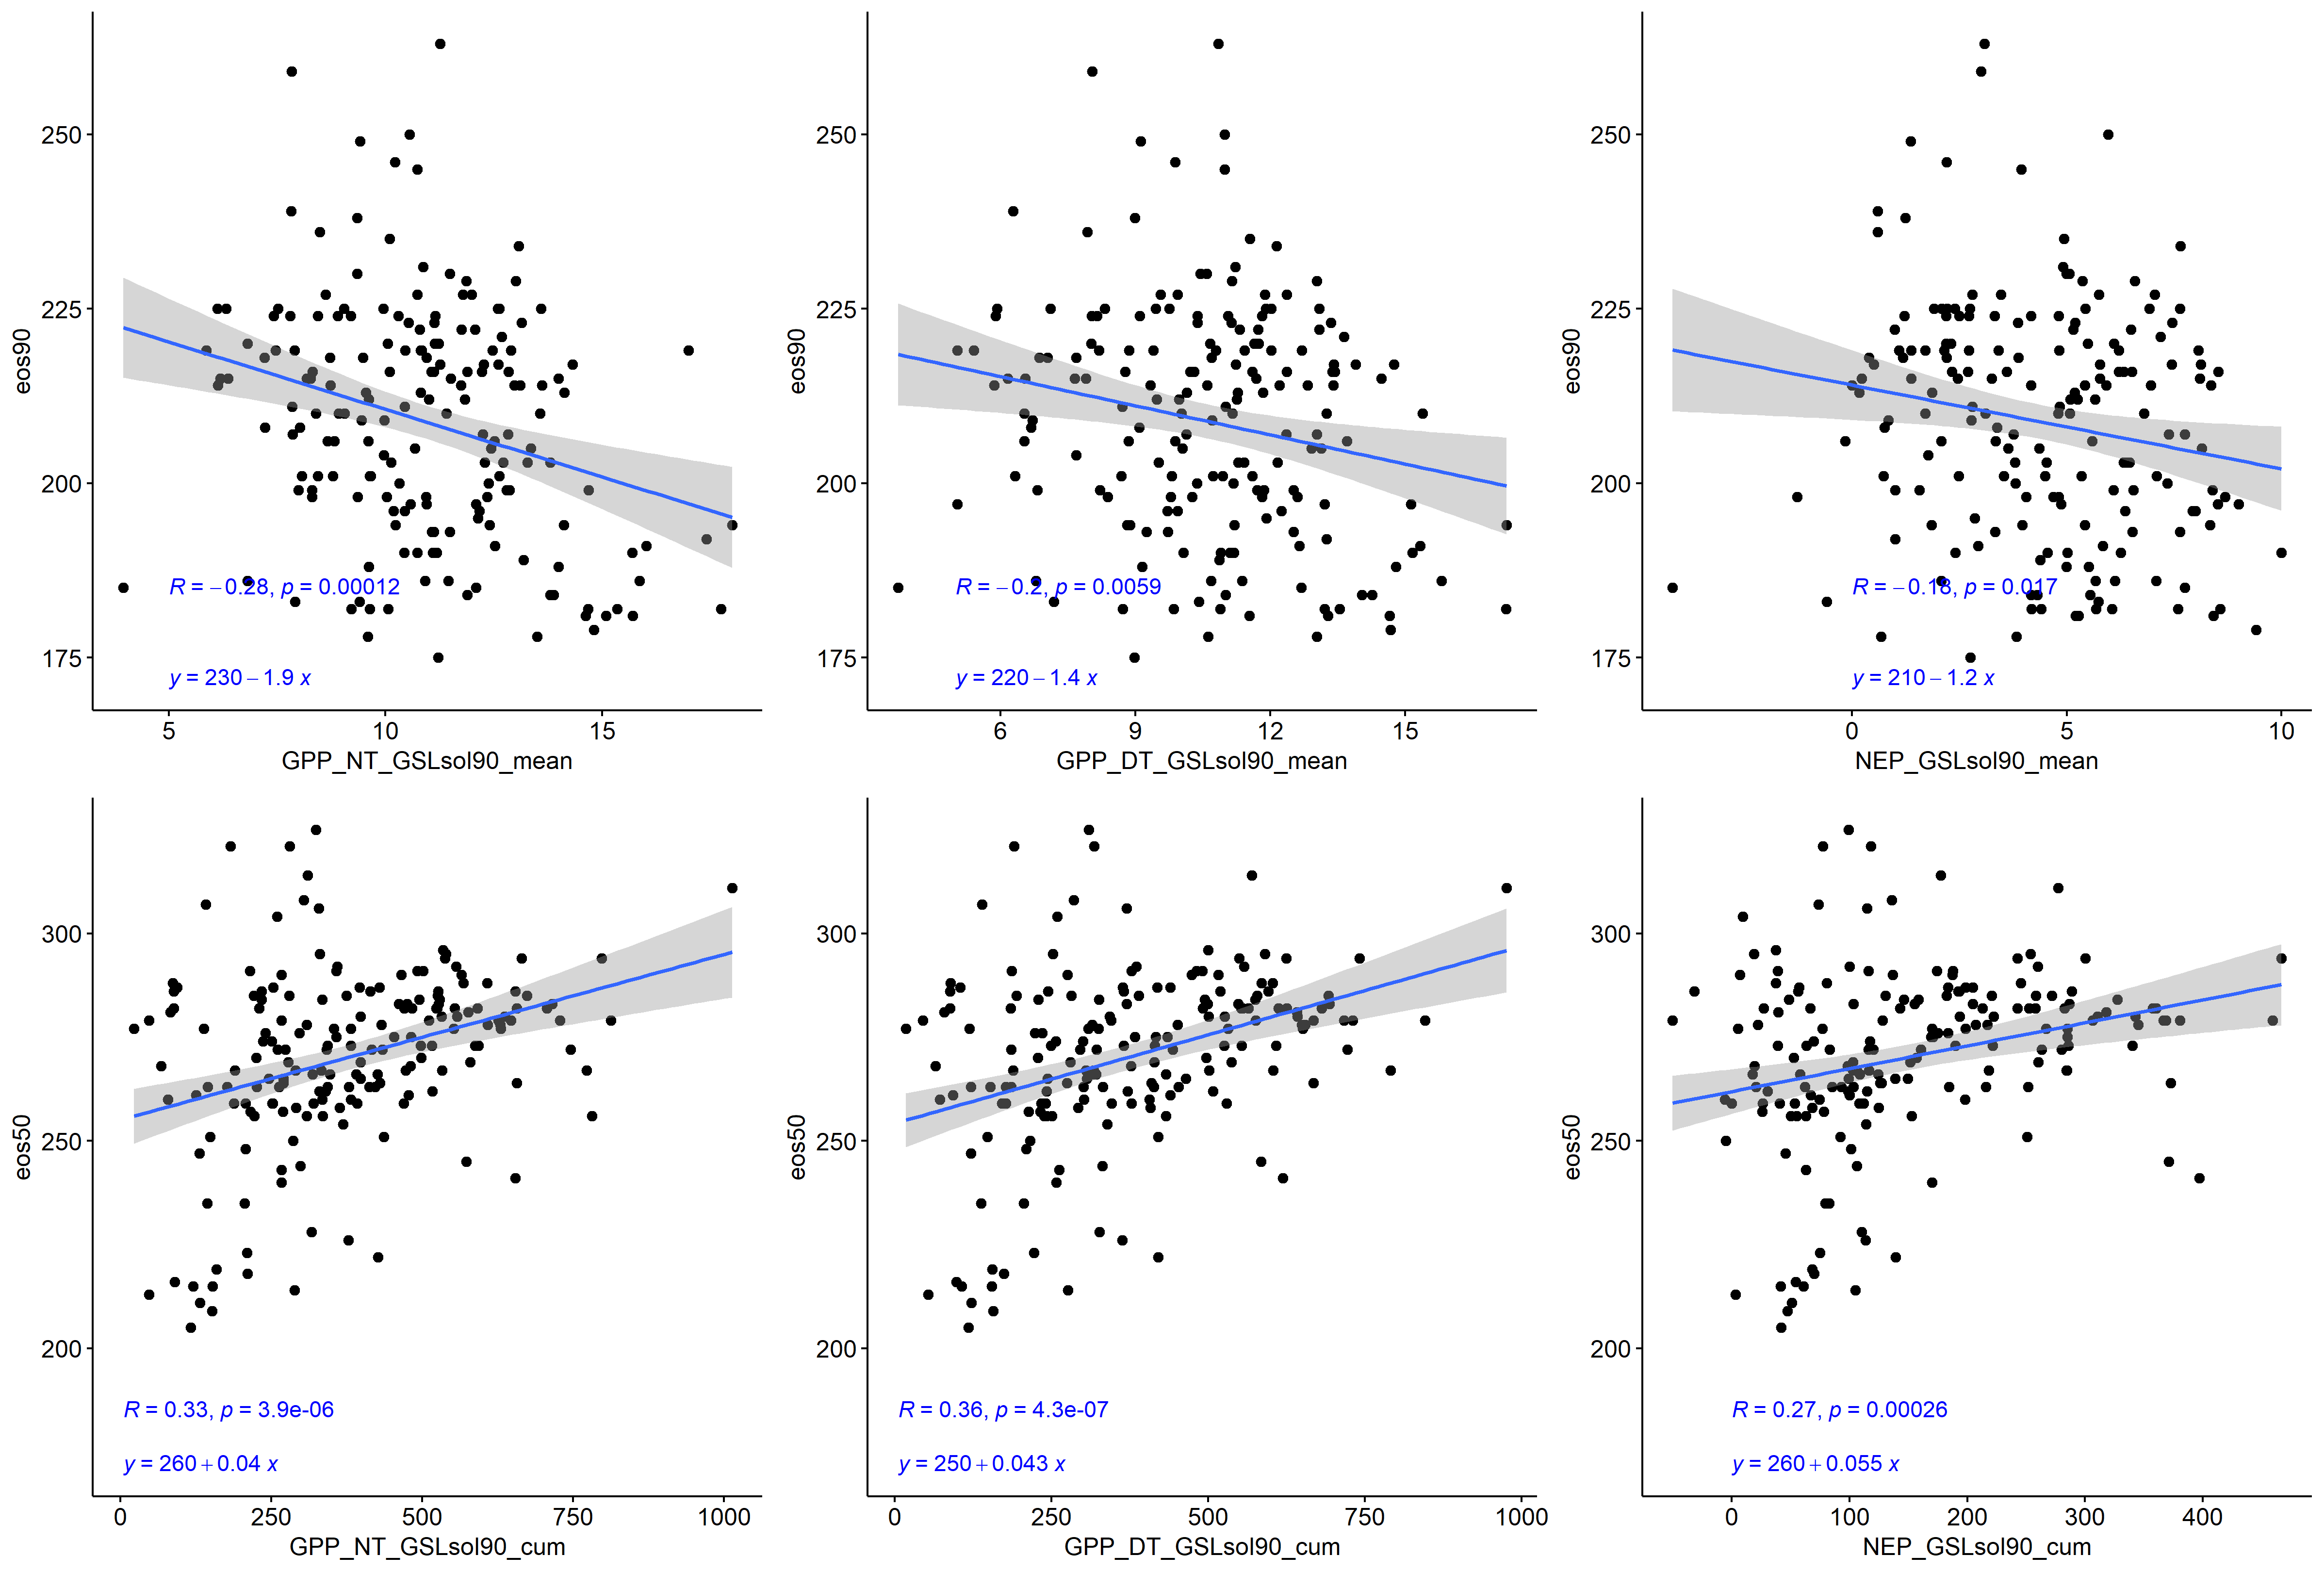 250
225
200
175
eos90
R = −0.28, p = 0.00012
y = 230 − 1.9 x
5 10 15
GPP_NT_GSLsol90_mean
250
225
200
175
eos90
R = −0.2, p = 0.0059
y = 220 − 1.4 x
6 9 12 15
GPP_DT_GSLsol90_mean
250
225
200
175
eos90
R = −0.18, p = 0.017
y = 210 − 1.2 x
0 5 10
NEP_GSLsol90_mean
300
250
200
eos50
R = 0.33, p = 3.9e-06
y = 260 + 0.04 x
0 250 500 750 1000
GPP_NT_GSLsol90_cum
300
250
200
eos50
R = 0.36, p = 4.3e-07
y = 250 + 0.043 x
0 250 500 750 1000
GPP_DT_GSLsol90_cum
300
250
200
eos50
R = 0.27, p = 0.00026
y = 260 + 0.055 x
0 100 200 300 400
NEP_GSLsol90_cum